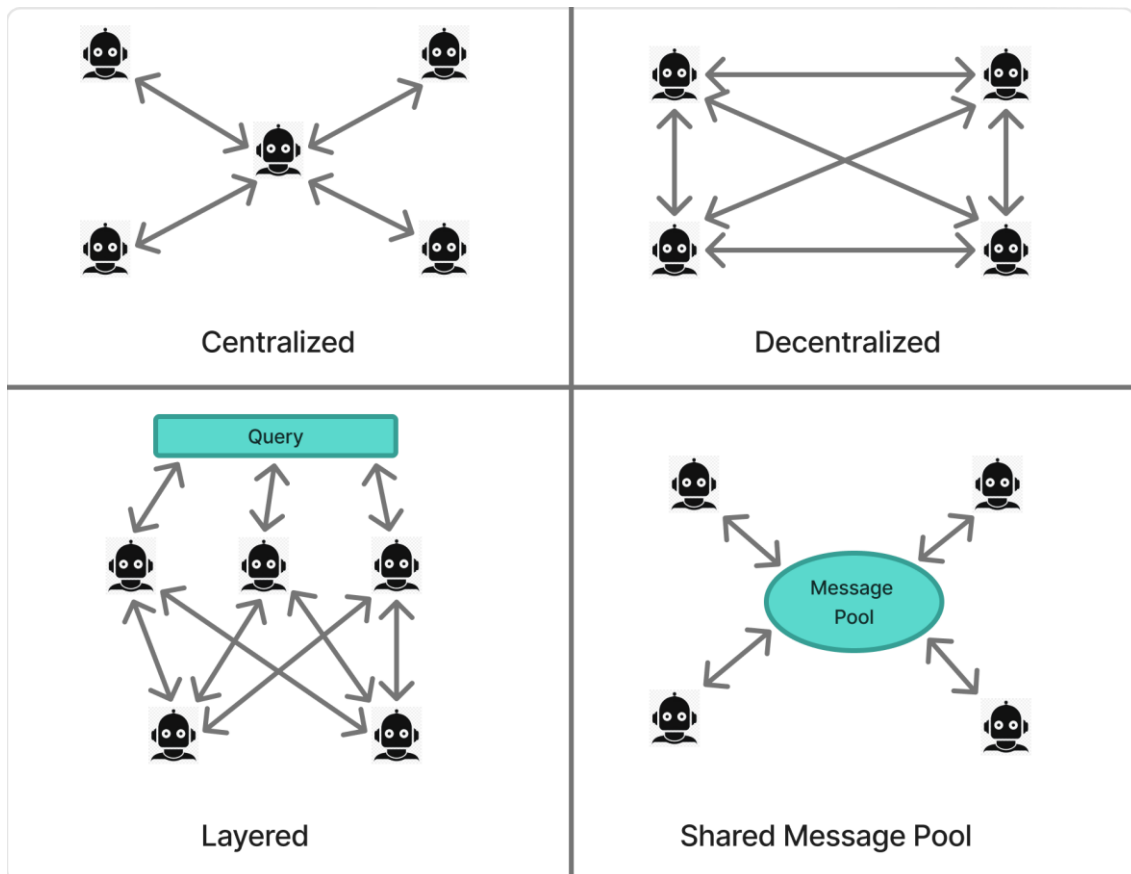 Centralized
Decentralized
Query
Layered
Message
Pool
Shared Message Pool